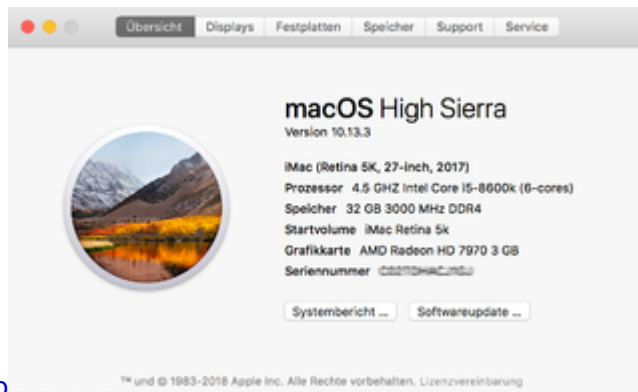 Übersicht Displays Festplatten Speicher Support Service
macOS High Sierra
Version 10.13.3
iMac (Retina 5K, 27-inch, 2017)
Prozessor 4.5 GHZ Intel Core i5-8600k (6-cores)
Speicher 32 GB 3000 MHz DDR4
Startvolume iMac Retina 5k
Grafikkarte AMD Radeon HD 7970 3 GB
Seriennummer
Systembericht ... Softwareupdate ...
™ und © 1983-2018 Apple Inc. Alle Rechte vorbehalten. Lizenzvereinbarung